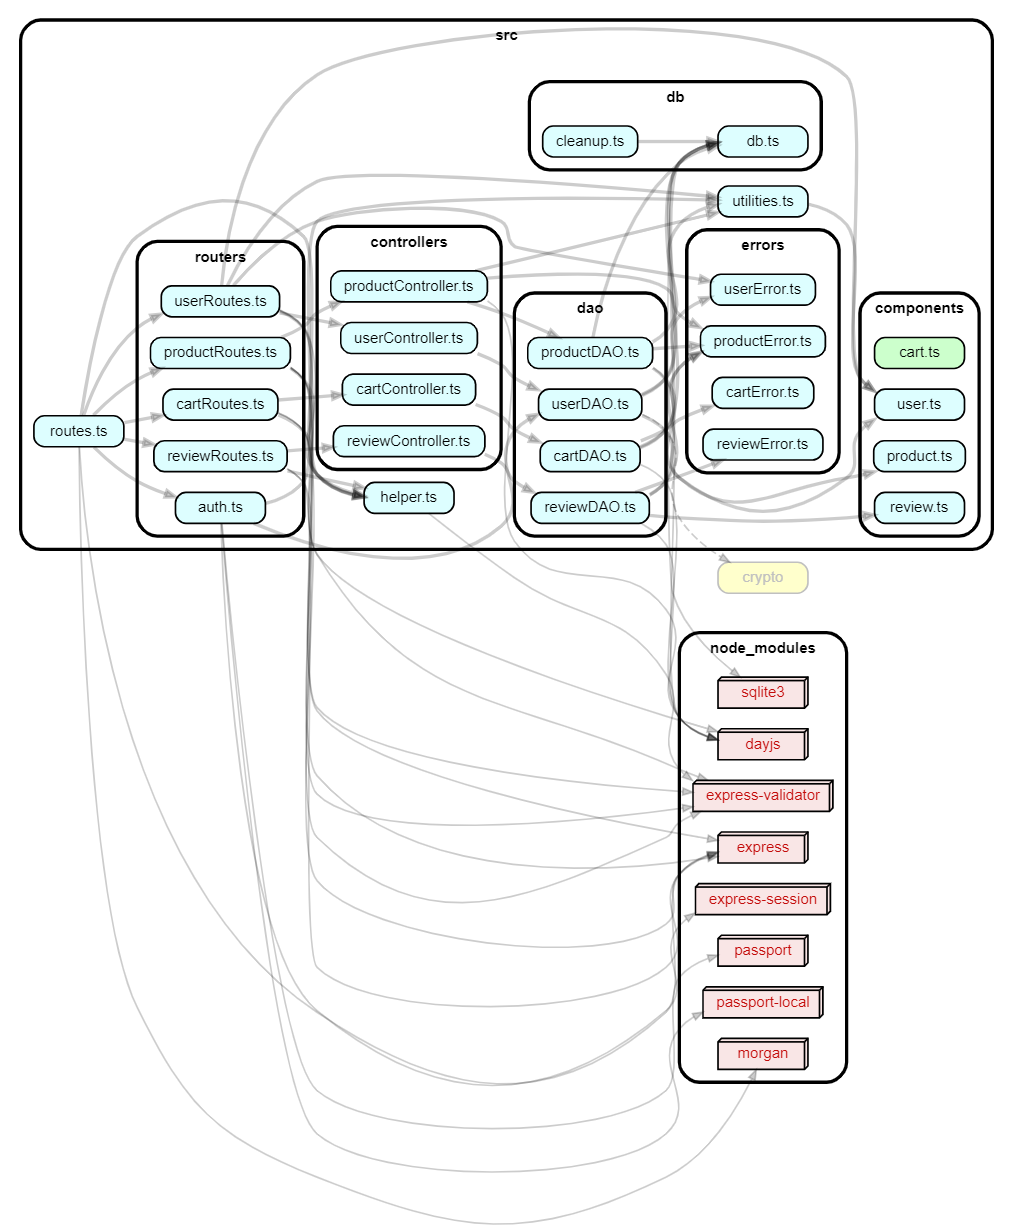 src
db
cleanup.ts
db.ts
utilities.ts
routers
userRoutes.ts
productRoutes.ts
cartRoutes.ts
reviewRoutes.ts
auth.ts
routes.ts
controllers
productController.ts
userController.ts
cartController.ts
reviewController.ts
helper.ts
dao
productDAO.ts
userDAO.ts
cartDAO.ts
reviewDAO.ts
errors
userError.ts
productError.ts
cartError.ts
reviewError.ts
components
cart.ts
user.ts
product.ts
review.ts
crypto
node_modules
sqlite3
dayjs
express-validator
express
express-session
passport
passport-local
morgan